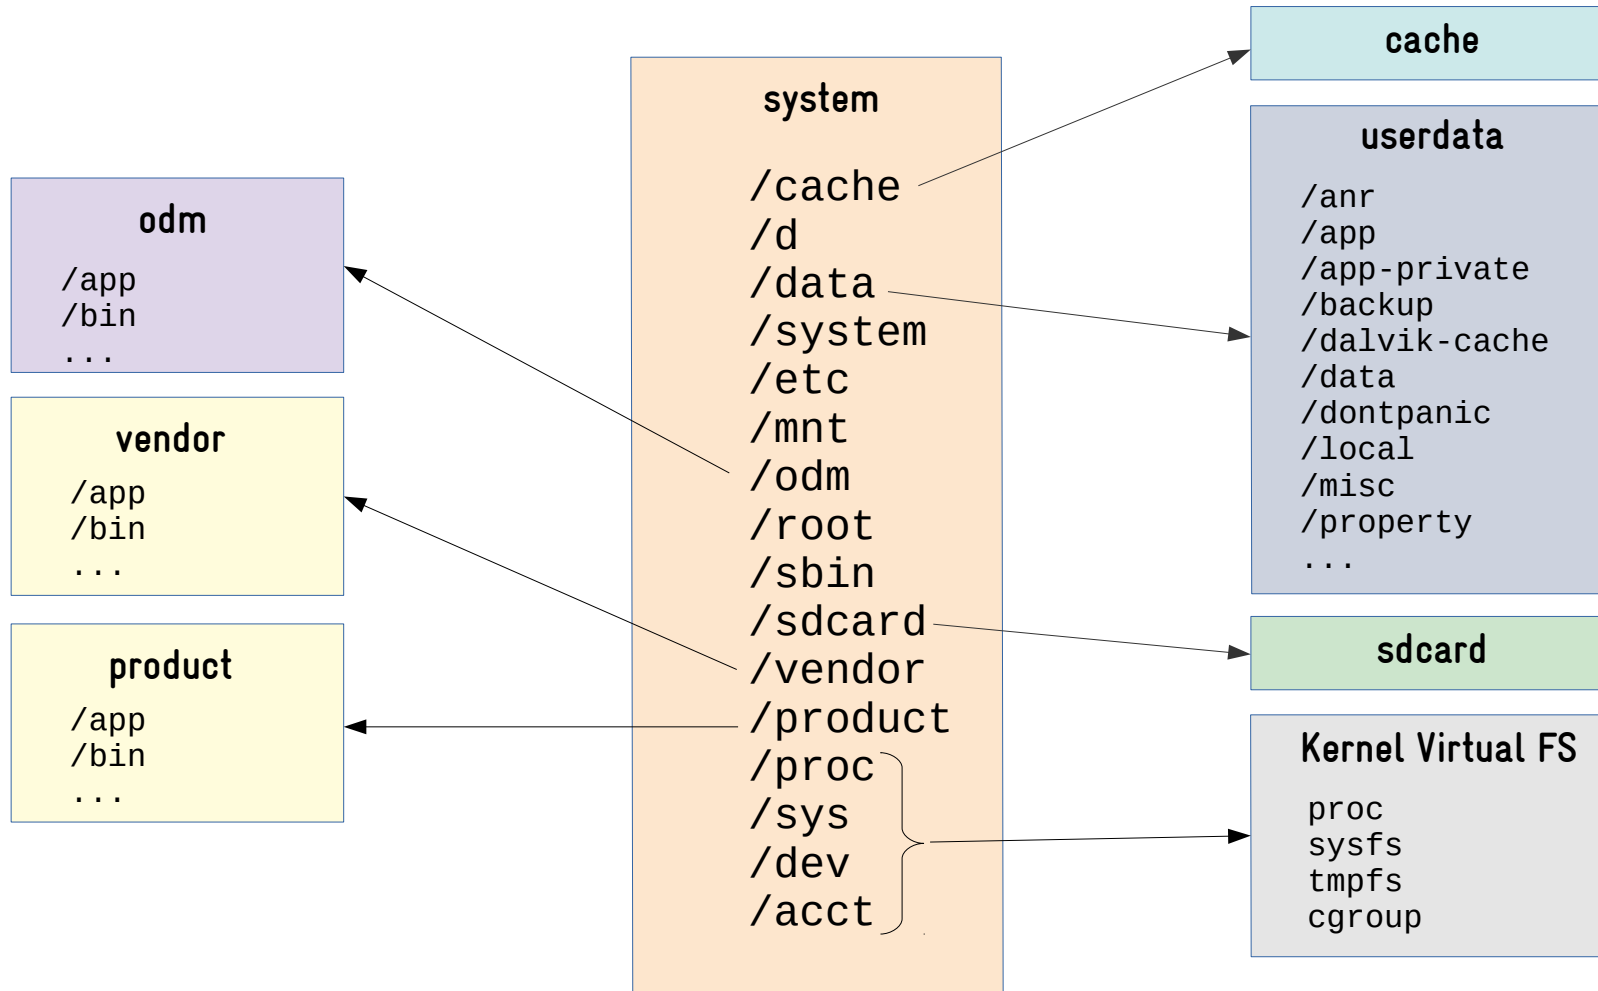 odm
/app
/bin
...
vendor
/app
/bin
...
product
/app
/bin
...
system
/cache
/d
/data
/system
/etc
/mnt
/odm
/root
/sbin
/sdcard
/vendor
/product
/proc
/sys
/dev
/acct
cache
userdata
/anr
/app
/app-private
/backup
/dalvik-cache
/data
/dontpanic
/local
/misc
/property
...
sdcard
Kernel Virtual FS
proc
sysfs
tmpfs
cgroup